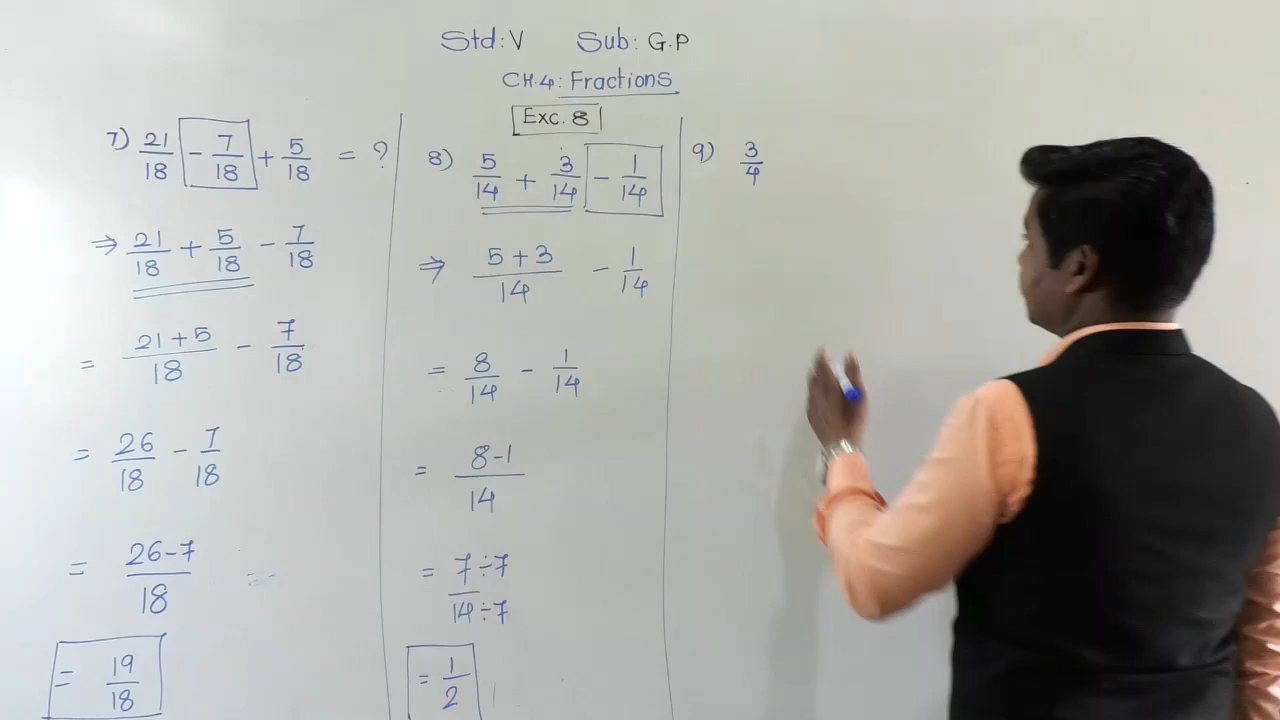 Std: V Sub: G.P
CH.4: Fractions
Exc. 8
7) 21/18 - 7/18 + 5/18 = ?
⇒ 21/18 + 5/18 - 7/18
= 21+5/18 - 7/18
= 26/18 - 7/18
= 26-7/18
= 19/18
8) 5/14 + 3/14 - 1/14
⇒ 5+3/14 - 1/14
= 8/14 - 1/14
= 8-1/14
= 7÷7/14÷7
= 1/2
9) 3/4